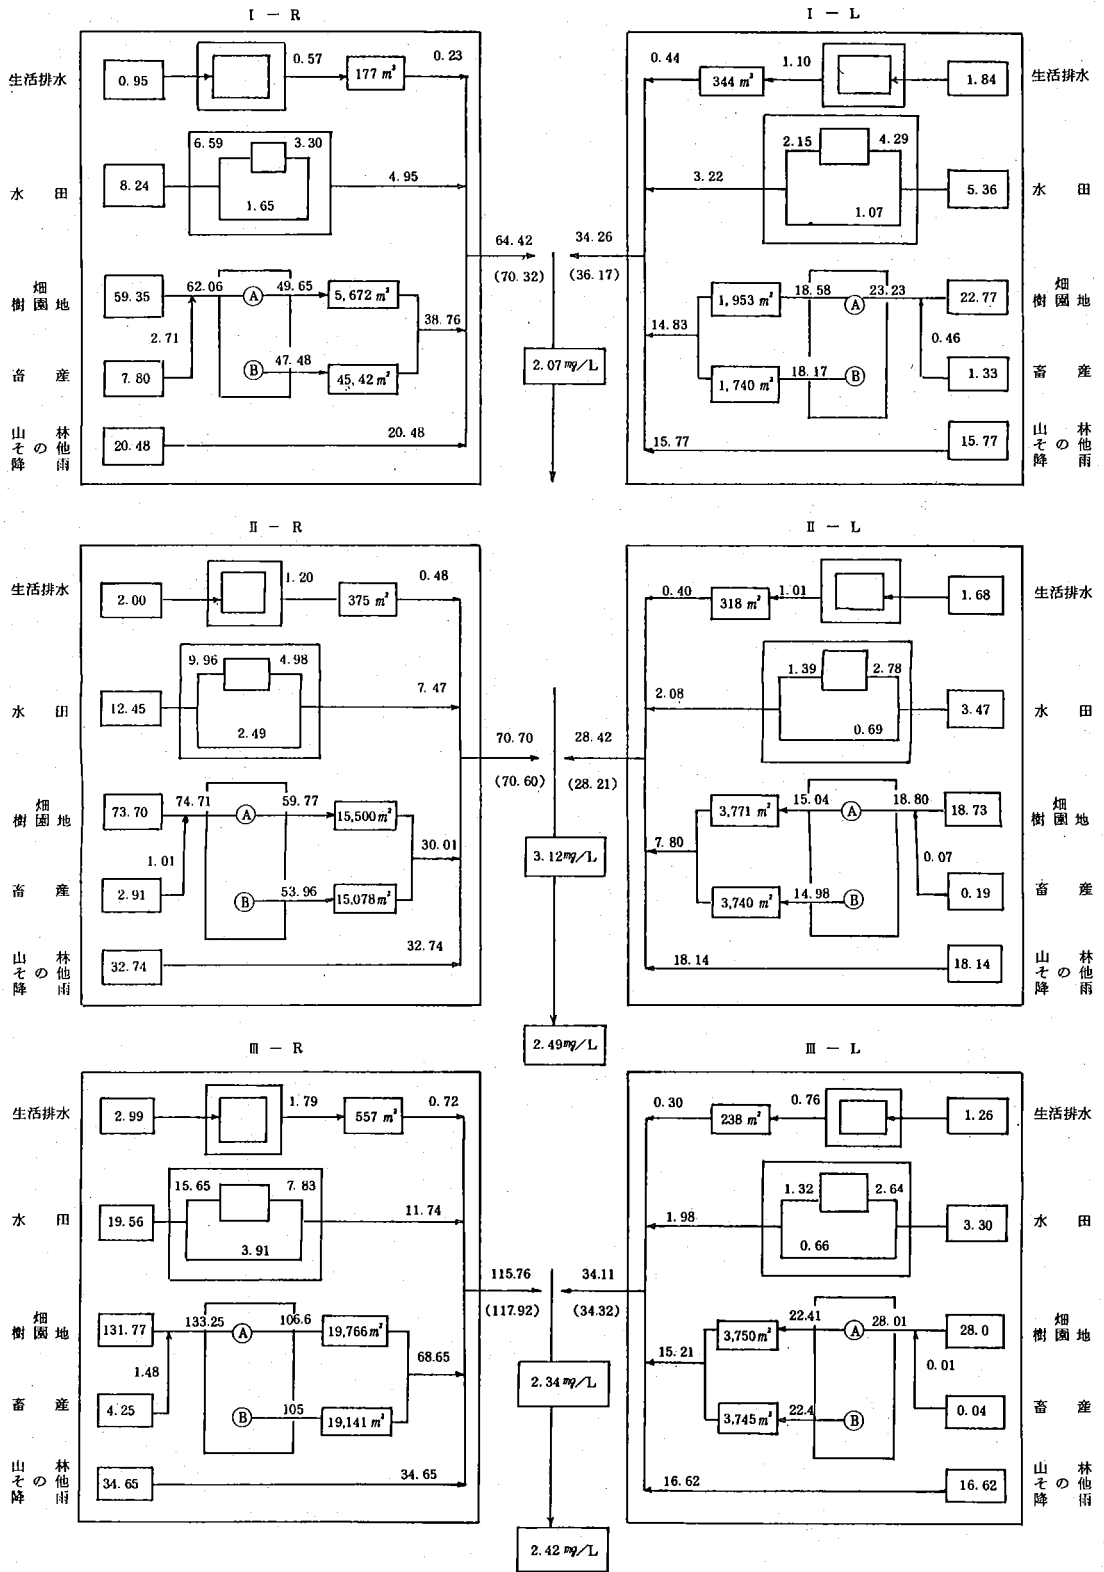 I － R
生活排水
0.95
0.57
177 m²
0.23
水 田
8.24
6.59
3.30
1.65
4.95
畑
樹園地
59.35
62.06
A
49.65
5,672 m²
2.71
38.76
畜 産
7.80
B
47.48
45,42 m²
山 林
その他
降 雨
20.48
20.48
I － L
0.44
344 m²
1.10
1.84
生活排水
3.22
2.15
4.29
1.07
5.36
水 田
1,953 m²
18.58
A
23.23
22.77
畑
樹園地
14.83
0.46
1,740 m²
18.17
B
1.33
畜 産
15.77
15.77
山 林
その他
降 雨
64.42
(70.32)
34.26
(36.17)
2.07 mg/L
II － R
生活排水
2.00
1.20
375 m²
0.48
水 田
12.45
9.96
4.98
2.49
7.47
畑
樹園地
73.70
74.71
A
59.77
15,500 m²
1.01
30.01
畜 産
2.91
B
53.96
15,078 m²
山 林
その他
降 雨
32.74
32.74
II － L
0.40
318 m²
1.01
1.68
生活排水
2.08
1.39
2.78
0.69
3.47
水 田
3,771 m²
15.04
A
18.80
18.73
畑
樹園地
7.80
0.07
3,740 m²
14.98
B
0.19
畜 産
18.14
18.14
山 林
その他
降 雨
70.70
(70.60)
28.42
(28.21)
3.12 mg/L
2.49 mg/L
III － R
生活排水
2.99
1.79
557 m²
0.72
水 田
19.56
15.65
7.83
3.91
11.74
畑
樹園地
131.77
133.25
A
106.6
19,766 m²
1.48
68.65
畜 産
4.25
B
105
19,141 m²
山 林
その他
降 雨
34.65
34.65
III － L
0.30
238 m²
0.76
1.26
生活排水
1.98
1.32
2.64
0.66
3.30
水 田
3,750 m²
22.41
A
28.01
28.0
畑
樹園地
15.21
0.01
3,745 m²
22.4
B
0.04
畜 産
16.62
16.62
山 林
その他
降 雨
115.76
(117.92)
34.11
(34.32)
2.34 mg/L
2.42 mg/L